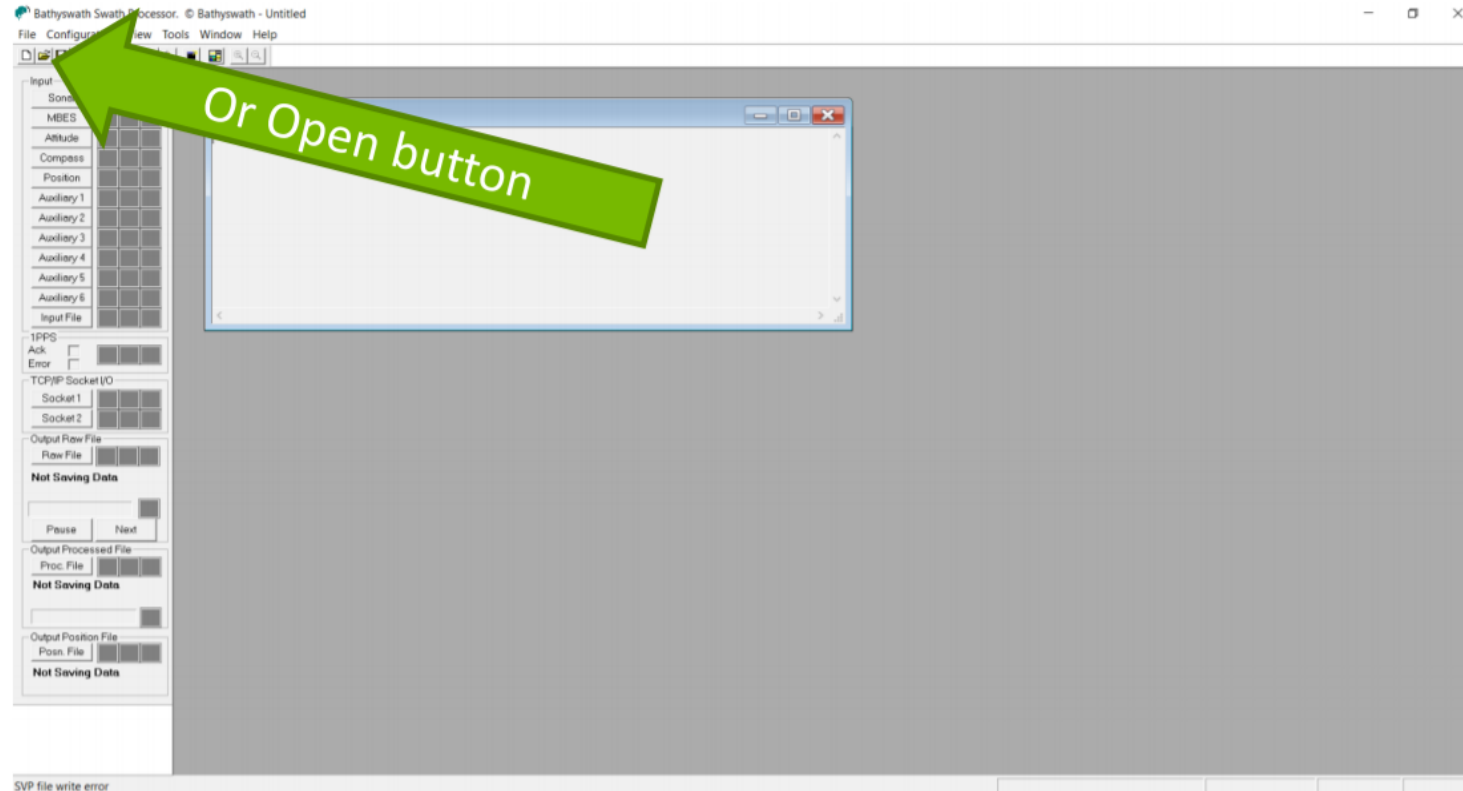 Bathyswath Swath Processor. © Bathyswath - Untitled
File View Tools Window Help
Or Open button
Input
MBES
Attitude
Compass
Position
Auxiliary 1
Auxiliary 2
Auxiliary 3
Auxiliary 4
Auxiliary 5
Auxiliary 6
Input File
1PPS
Ack
Error
TCP/IP Socket I/O
Socket 1
Socket 2
Output Raw File
Raw File
Not Saving Data
Pause Next
Output Processed File
Proc. File
Not Saving Data
Output Position File
Posn. File
Not Saving Data
SVP file write error